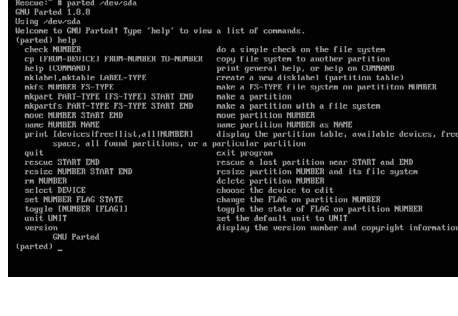 Rescue:~ # parted /dev/sda
GNU Parted 1.8.8
Using /dev/sda
Welcome to GNU Parted! Type 'help' to view a list of commands.
(parted) help
check NUMBER do a simple check on the file system
cp [FROM-DEVICE] FROM-NUMBER TO-NUMBER copy file system to another partition
help [COMMAND] print general help, or help on COMMAND
mklabel,mktable LABEL-TYPE create a new disklabel (partition table)
mkfs NUMBER FS-TYPE make a FS-TYPE file system on partititon NUMBER
mkpart PART-TYPE [FS-TYPE] START END make a partition
mkpartfs PART-TYPE FS-TYPE START END make a partition with a file system
move NUMBER START END move partition NUMBER
name NUMBER NAME name partition NUMBER as NAME
print [devices|free|list,all|NUMBER] display the partition table, available devices, free
space, all found partitions, or a particular partition
quit exit program
rescue START END rescue a lost partition near START and END
resize NUMBER START END resize partition NUMBER and its file system
rm NUMBER delete partition NUMBER
select DEVICE choose the device to edit
set NUMBER FLAG STATE change the FLAG on partition NUMBER
toggle [NUMBER [FLAG]] toggle the state of FLAG on partition NUMBER
unit UNIT set the default unit to UNIT
version display the version number and copyright information
GNU Parted
(parted) _